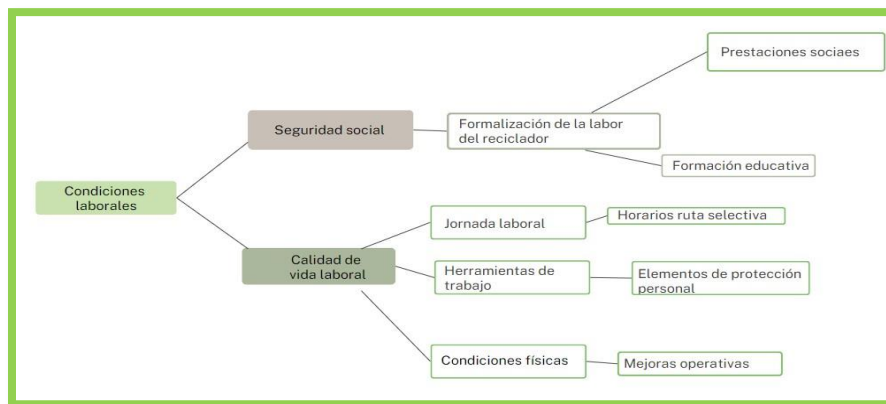 Prestaciones sociaes
Seguridad social
Formalización de la labor
del reciclador
Formación educativa
Condiciones
laborales
Jornada laboral
Horarios ruta selectiva
Calidad de
vida laboral
Herramientas de
trabajo
Elementos de protección
personal
Condiciones físicas
Mejoras operativas